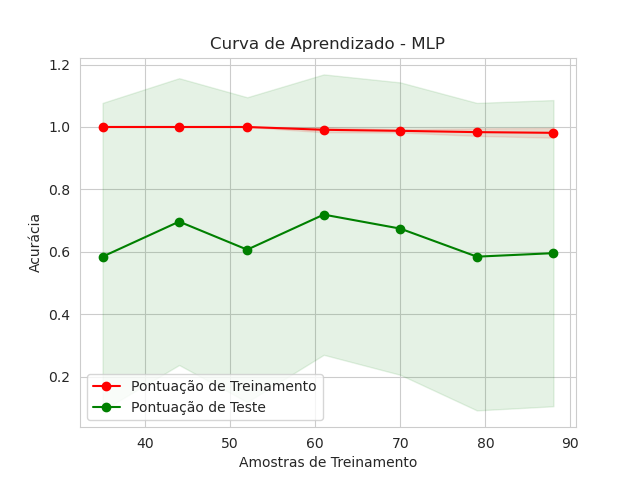 Curva de Aprendizado - MLP
1.2
1.0
0.8
0.6
0.4
0.2
Acurácia
Pontuação de Treinamento
Pontuação de Teste
40
50
60
70
80
90
Amostras de Treinamento